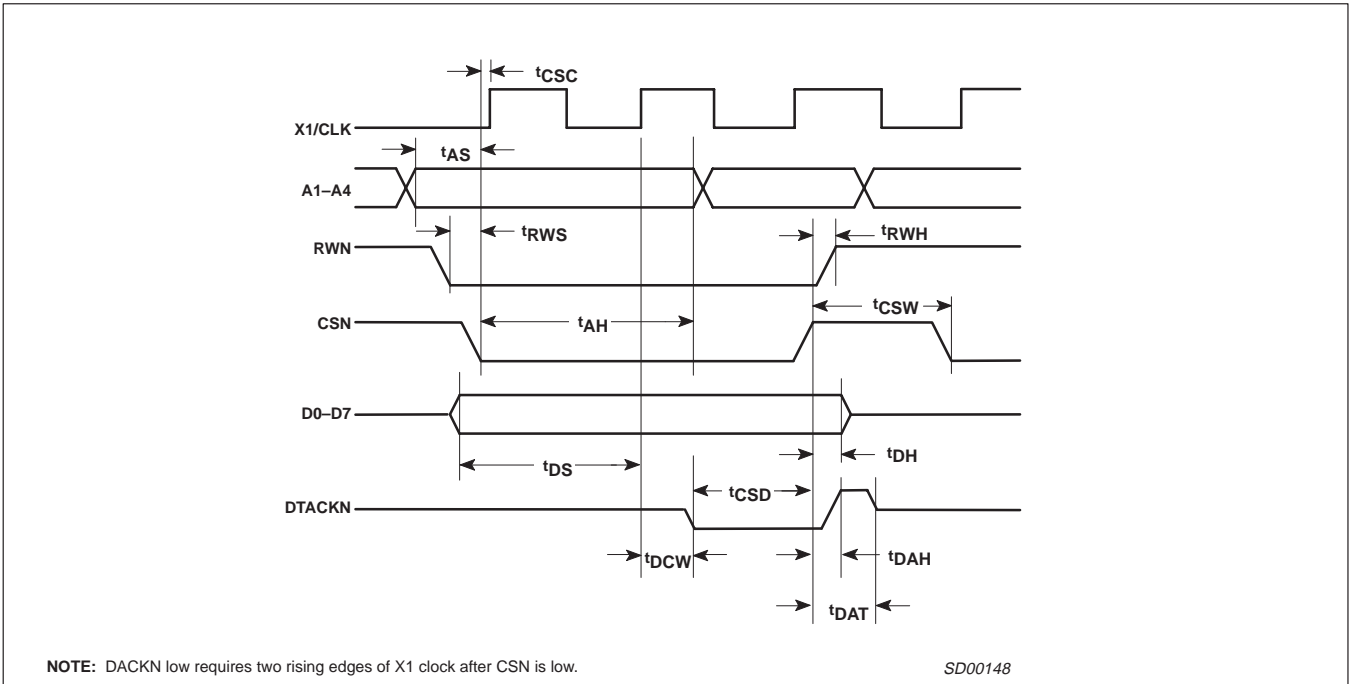 tCSC
X1/CLK
tAS
A1–A4
tRWS
tRWH
RWN
tCSW
CSN
tAH
D0–D7
tDS
tDH
tCSD
DTACKN
tDCW
tDAH
tDAT
NOTE: DACKN low requires two rising edges of X1 clock after CSN is low.
SD00148